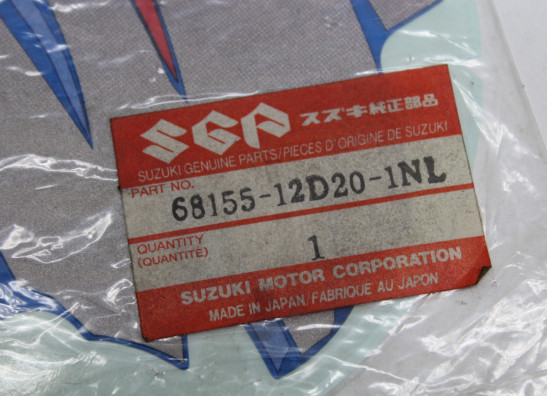 SGP スズキ純正部品
SUZUKI GENUINE PARTS/PIECES D'ORIGINE DE SUZUKI
PART NO.
68155-12D20-1NL
QUANTITY
(QUANTITÉ)
1
SUZUKI MOTOR CORPORATION
MADE IN JAPAN/FABRIQUE AU JAPON